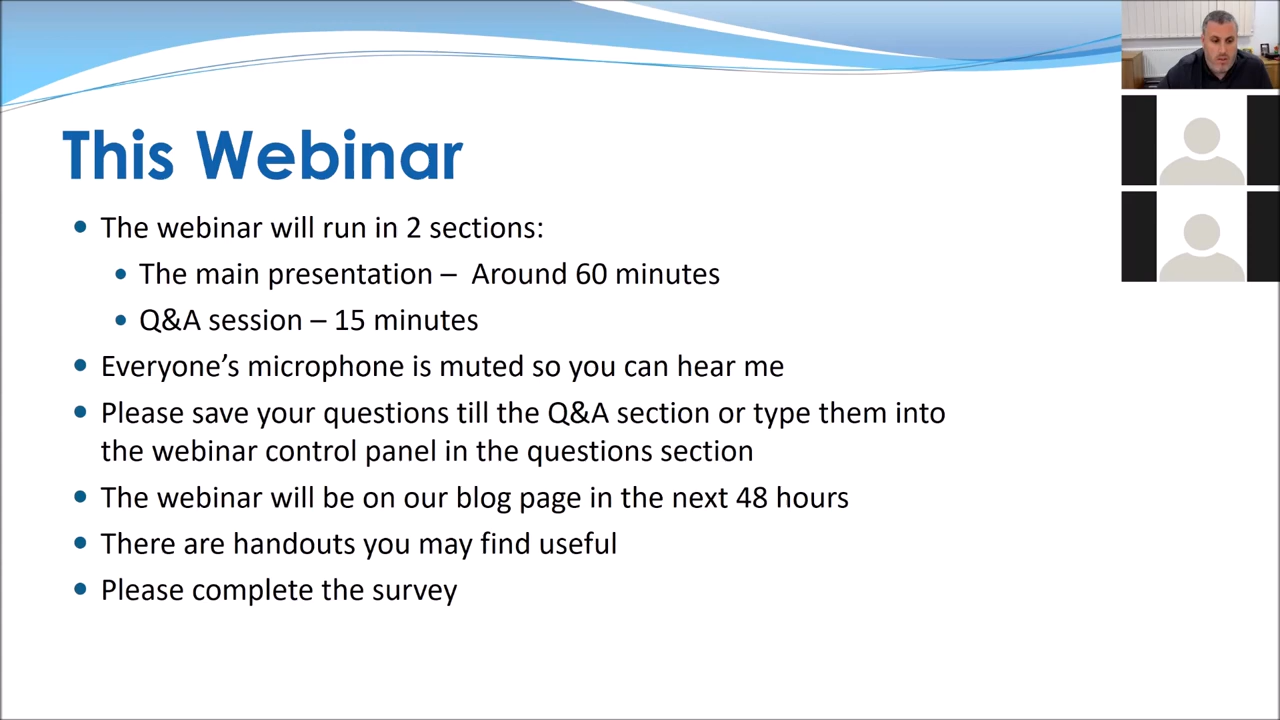 This Webinar
The webinar will run in 2 sections:
The main presentation – Around 60 minutes
Q&A session – 15 minutes
Everyone’s microphone is muted so you can hear me
Please save your questions till the Q&A section or type them into
the webinar control panel in the questions section
The webinar will be on our blog page in the next 48 hours
There are handouts you may find useful
Please complete the survey